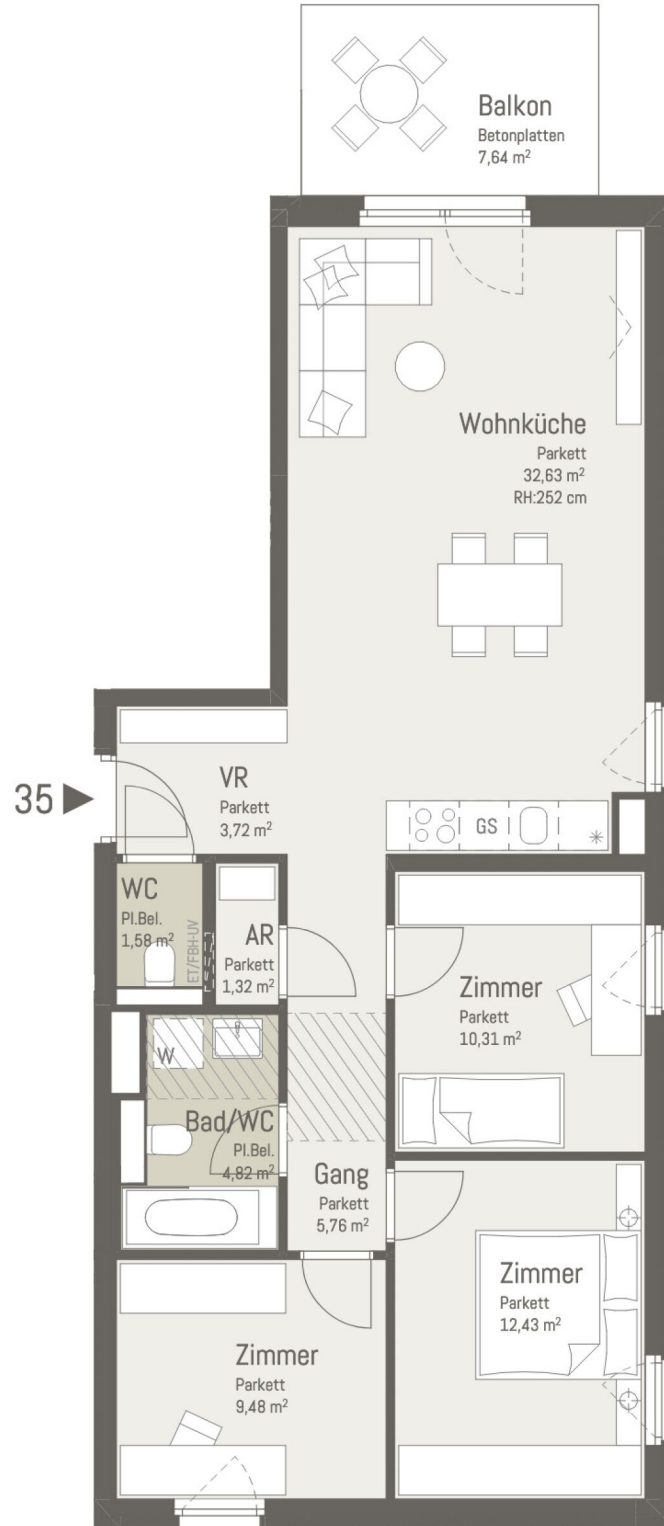 Balkon
Betonplatten
7,64 m²
Wohnküche
Parkett
32,63 m²
RH:252 cm
35
VR
Parkett
3,72 m²
GS
*
WC
Pl.Bel.
1,58 m²
ET/FBH-UV
AR
Parkett
1,32 m²
Zimmer
Parkett
10,31 m²
W
Bad/WC
Pl.Bel.
4,82 m²
Gang
Parkett
5,76 m²
Zimmer
Parkett
12,43 m²
Zimmer
Parkett
9,48 m²